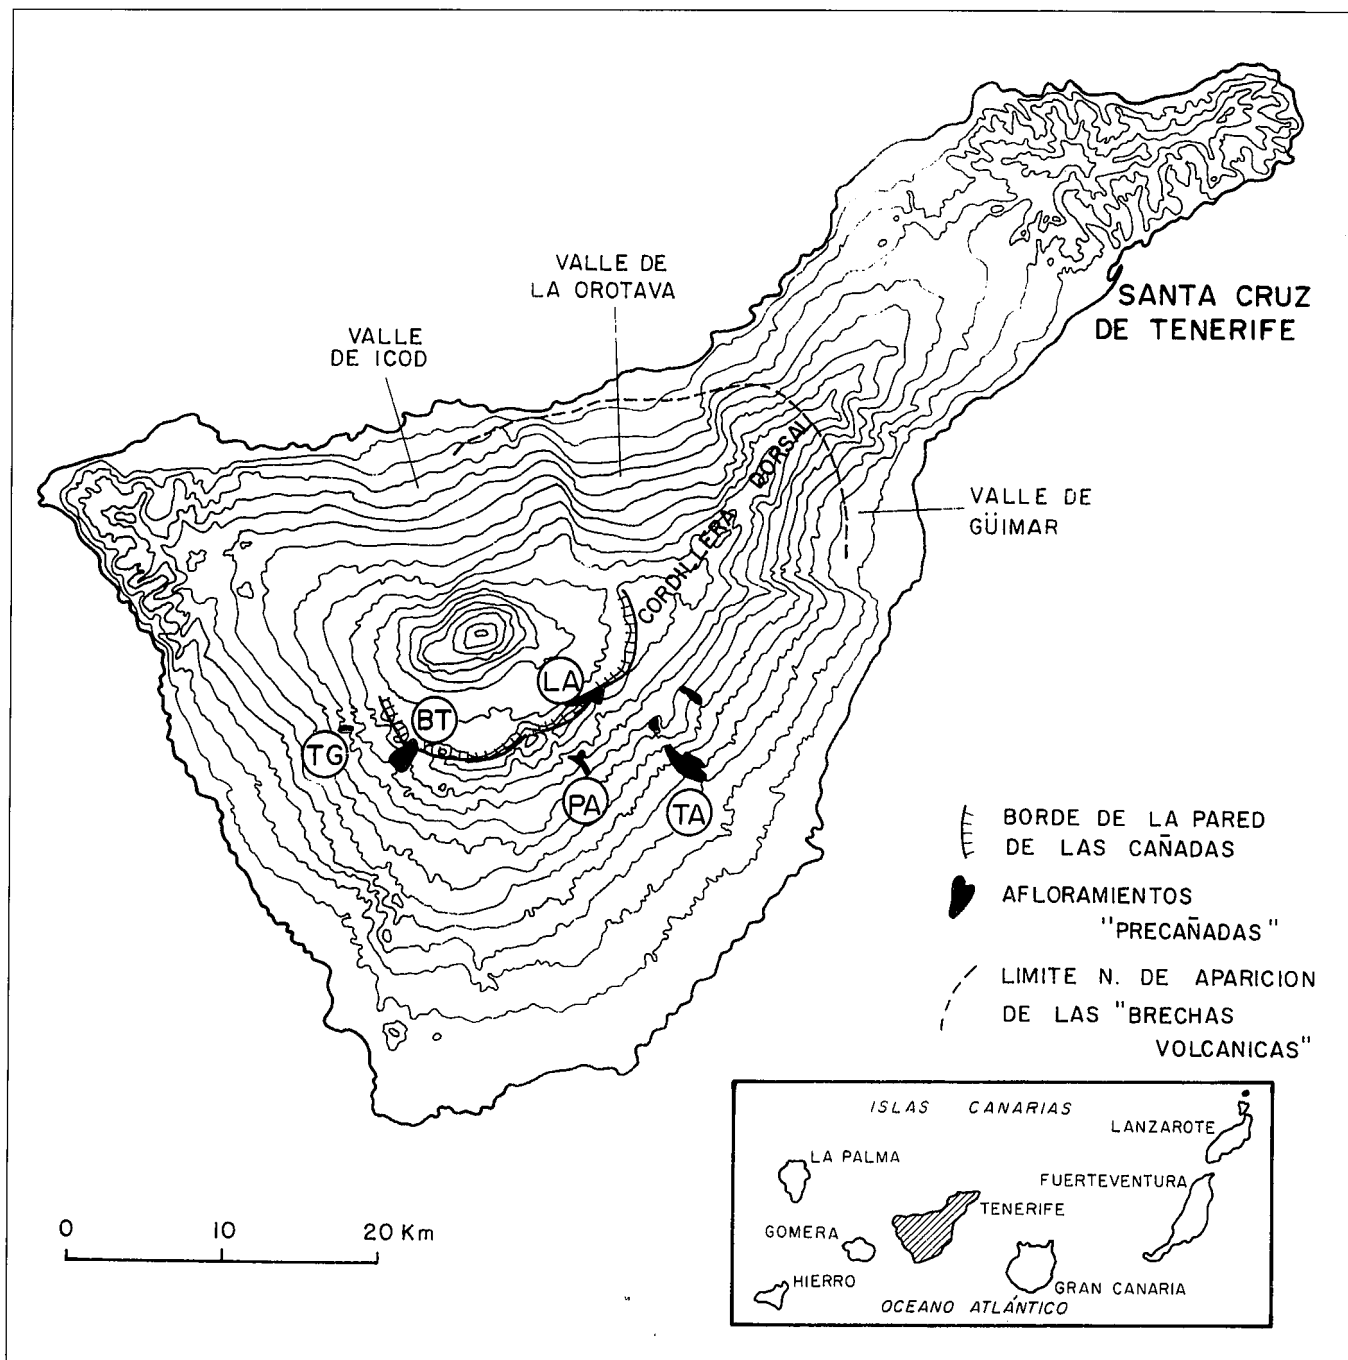 VALLE DE
LA OROTAVA
VALLE
DE ICOD
SANTA CRUZ
DE TENERIFE
CORDILLERA DORSAL
VALLE DE
GÜIMAR
LA
BT
TG
PA
TA
BORDE DE LA PARED
DE LAS CAÑADAS
AFLORAMIENTOS
"PRECAÑADAS"
LIMITE N. DE APARICION
DE LAS "BRECHAS
VOLCANICAS"
0 10 20 Km
ISLAS CANARIAS
LANZAROTE
LA PALMA
FUERTEVENTURA
TENERIFE
GOMERA
HIERRO
GRAN CANARIA
OCEANO ATLÁNTICO